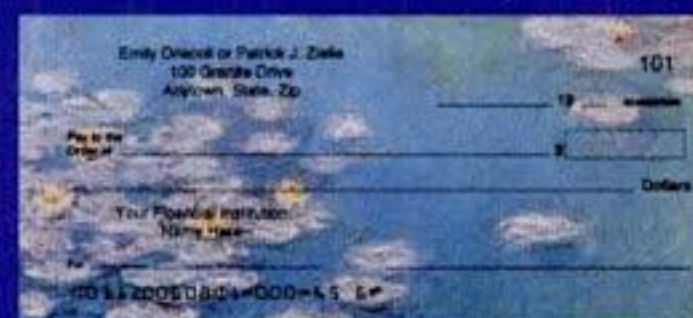 Emily Driscoll or Patrick J. Zielie
100 Granite Drive
Anytown, State, Zip
101
19
Pay to the
Order of
$
Dollars
Your Financial Institution
Name Here
For